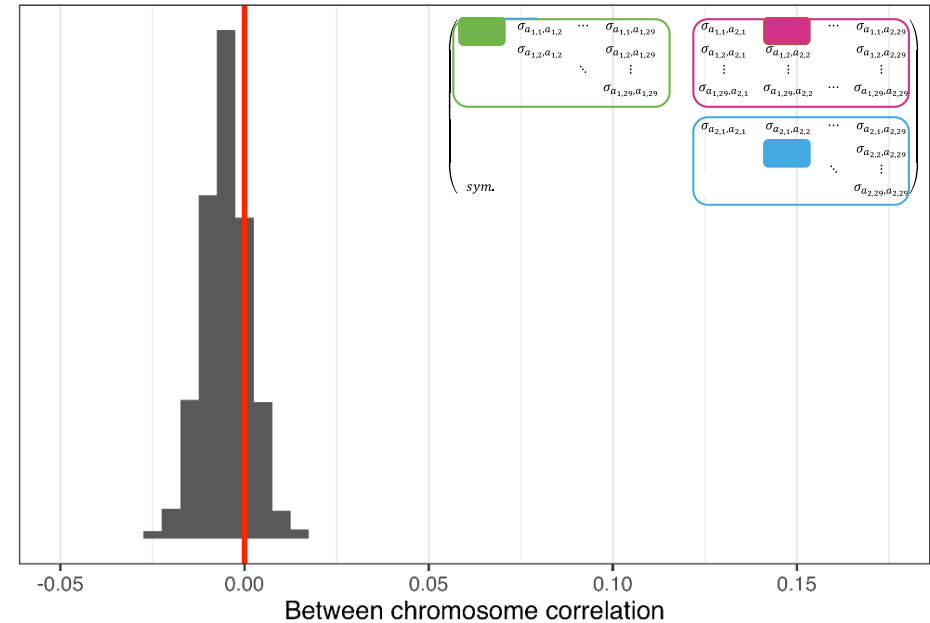 σa1,1,a1,2 ⋯ σa1,1,a1,29 σa1,1,a2,1 ⋯ σa1,1,a2,29
σa1,2,a1,2 σa1,2,a1,29 σa1,2,a2,1 σa1,2,a2,2 σa1,2,a2,29
⋱ ⋮ ⋮ ⋮ ⋮
σa1,29,a1,29 σa1,29,a2,1 σa1,29,a2,2 ⋯ σa1,29,a2,29
σa2,1,a2,1 σa2,1,a2,2 ⋯ σa2,1,a2,29
σa2,2,a2,29
⋱ ⋮
sym. σa2,29,a2,29
-0.05 0.00 0.05 0.10 0.15
Between chromosome correlation